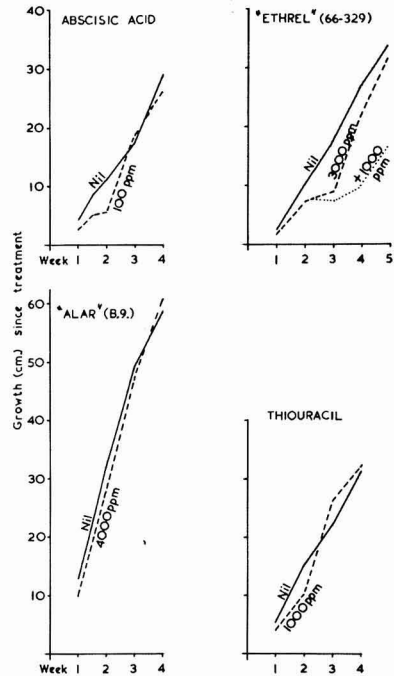 ABSCISIC ACID
40
30
20
10
Nil
100 ppm
Week 1 2 3 4
"ETHREL" (66-329)
Nil
3000 ppm
+1000
ppm
1 2 3 4 5
Growth (cm.) since treatment
"ALAR" (B.9.)
60
50
40
30
20
10
Nil
4000 ppm
Week 1 2 3 4
THIOURACIL
Nil
1000 ppm
1 2 3 4